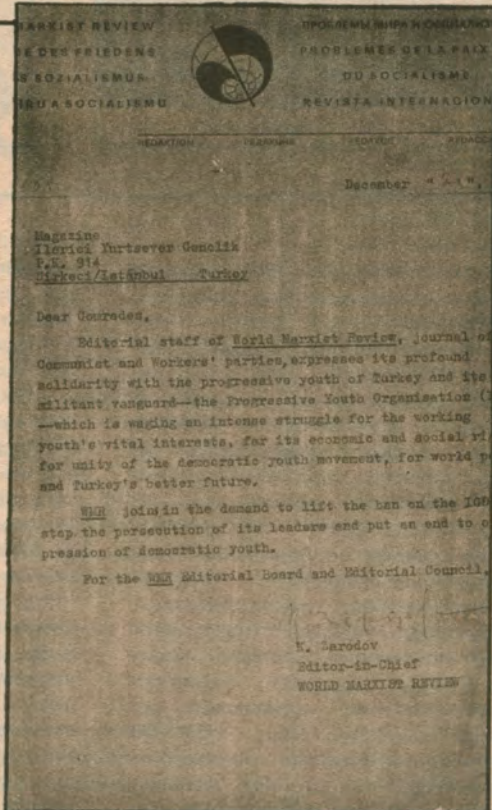 ARXIST REVIEW
E DES FRIEDENS
SOZIALISMUS
A SOCIALISMU
ПРОБЛЕМЫ МИРА И
PROBLEMES DE LA PAIX
DU SOCIALISME
REVISTA INTERNACION
REDAKTION
December
Magazine
Ilerici Yurtsever Genclik
P.K. 914
Sirkeci/Istanbul Turkey
Dear Comrades,
Editorial staff of World Marxist Review, journal of
Communist and Workers' parties, expresses its profound
solidarity with the progressive youth of Turkey and its
militant vanguard—the Progressive Youth Organisation (
—which is waging an intense struggle for the working
youth's vital interests, for its economic and social ri
for unity of the democratic youth movement, for world p
and Turkey's better future.
WMR joins in the demand to lift the ban on the IGD
stop the persecution of its leaders and put an end to o
pression of democratic youth.
For the WMR Editorial Board and Editorial Council,
K. Zarodov
Editor-in-Chief
WORLD MARXIST REVIEW